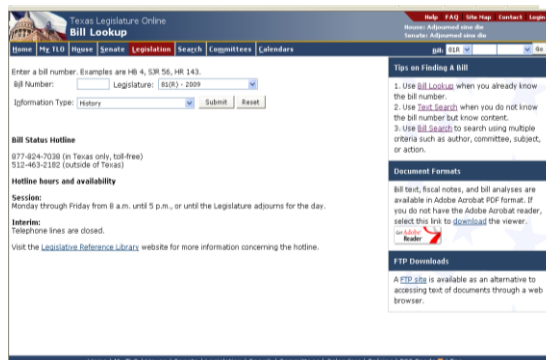 Texas Legislature Online
Bill Lookup
Help FAQ Site Map Contact Login
House: Adjourned sine die
Senate: Adjourned sine die
Home My TLO House Senate Legislation Search Committees Calendars
Bill: 81R Go
Enter a bill number. Examples are HB 4, SJR 56, HR 143.
Bill Number: Legislature: 81(R) - 2009
Information Type: History Submit Reset
Bill Status Hotline
877-824-7038 (in Texas only, toll-free)
512-463-2182 (outside of Texas)
Hotline hours and availability
Session:
Monday through Friday from 8 a.m. until 5 p.m., or until the Legislature adjourns for the day.
Interim:
Telephone lines are closed.
Visit the Legislative Reference Library website for more information concerning the hotline.
Tips on Finding A Bill
1. Use Bill Lookup when you already know
the bill number.
2. Use Text Search when you do not know
the bill number but know content.
3. Use Bill Search to search using multiple
criteria such as author, committee, subject,
or action.
Document Formats
Bill text, fiscal notes, and bill analyses are
available in Adobe Acrobat PDF format. If
you do not have the Adobe Acrobat reader,
select this link to download the viewer.
Get Adobe
Reader
FTP Downloads
A FTP site is available as an alternative to
accessing text of documents through a web
browser.